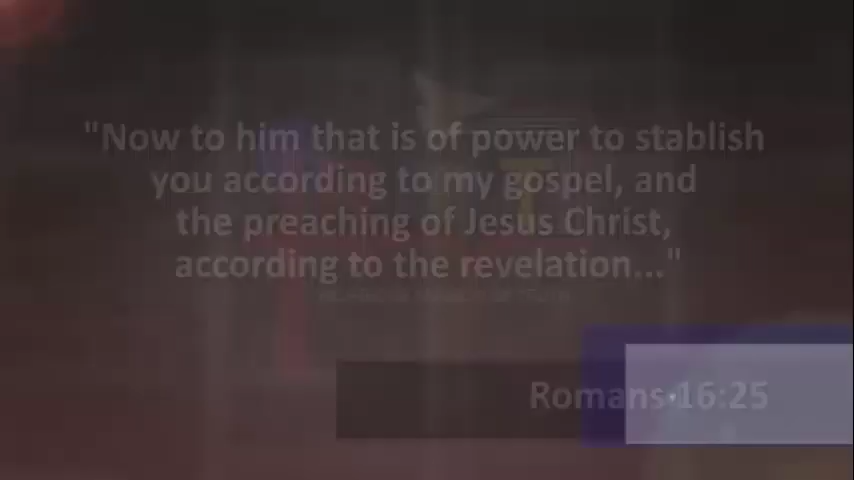 "Now to him that is of power to stablish
you according to my gospel, and
the preaching of Jesus Christ,
according to the revelation..."
Romans 16:25